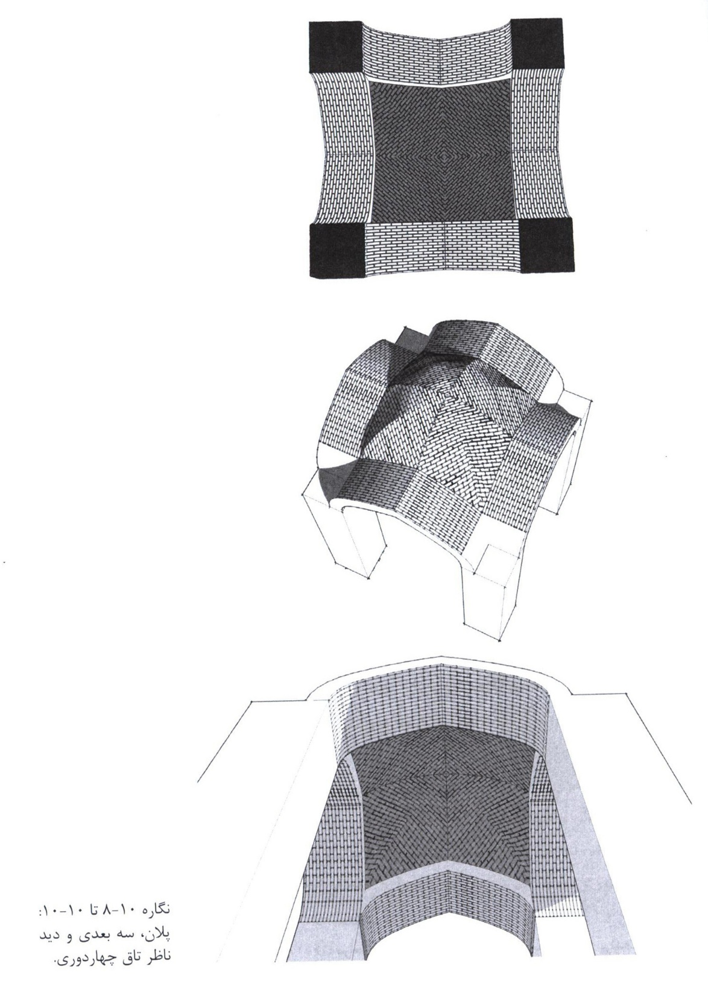 نگاره ۱۰-۸ تا ۱۰-۱۰:
پلان، سه بعدی و دید
ناظر تاق چهاردوری.